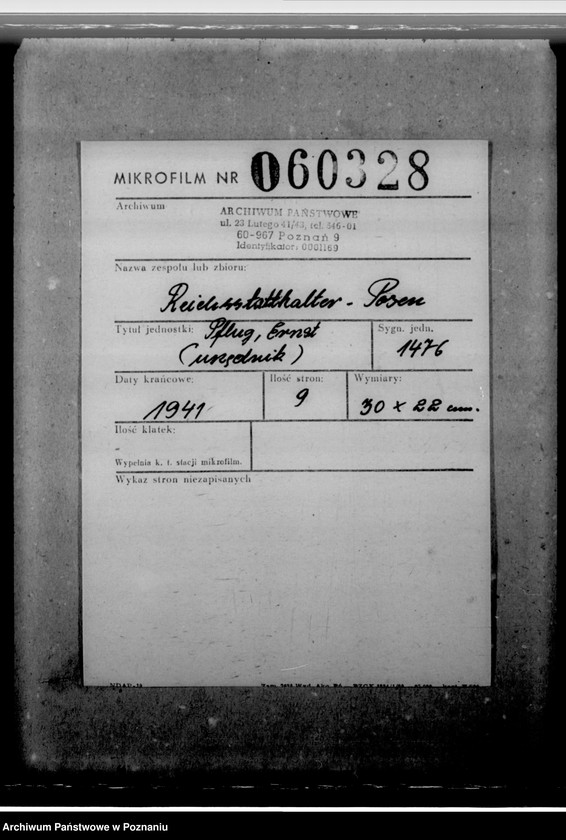 MIKROFILM NR 060328
Archiwum
ARCHIWUM PAŃSTWOWE
ul. 23 Lutego 41/43, tel. 546-01
60-967 Poznań 9
Identyfikator: 0001169
Nazwa zespołu lub zbioru:
Reichsstatthalter - Posen
Tytuł jednostki: Pflug, Ernst
(urzędnik)
Sygn. jedn.
1476
Daty krańcowe:
1941
Ilość stron:
9
Wymiary:
30 x 22 cm.
Ilość klatek:
-
Wypełnia k. t. stacji mikrofilm.
Wykaz stron niezapisanych
Archiwum Państwowe w Poznaniu